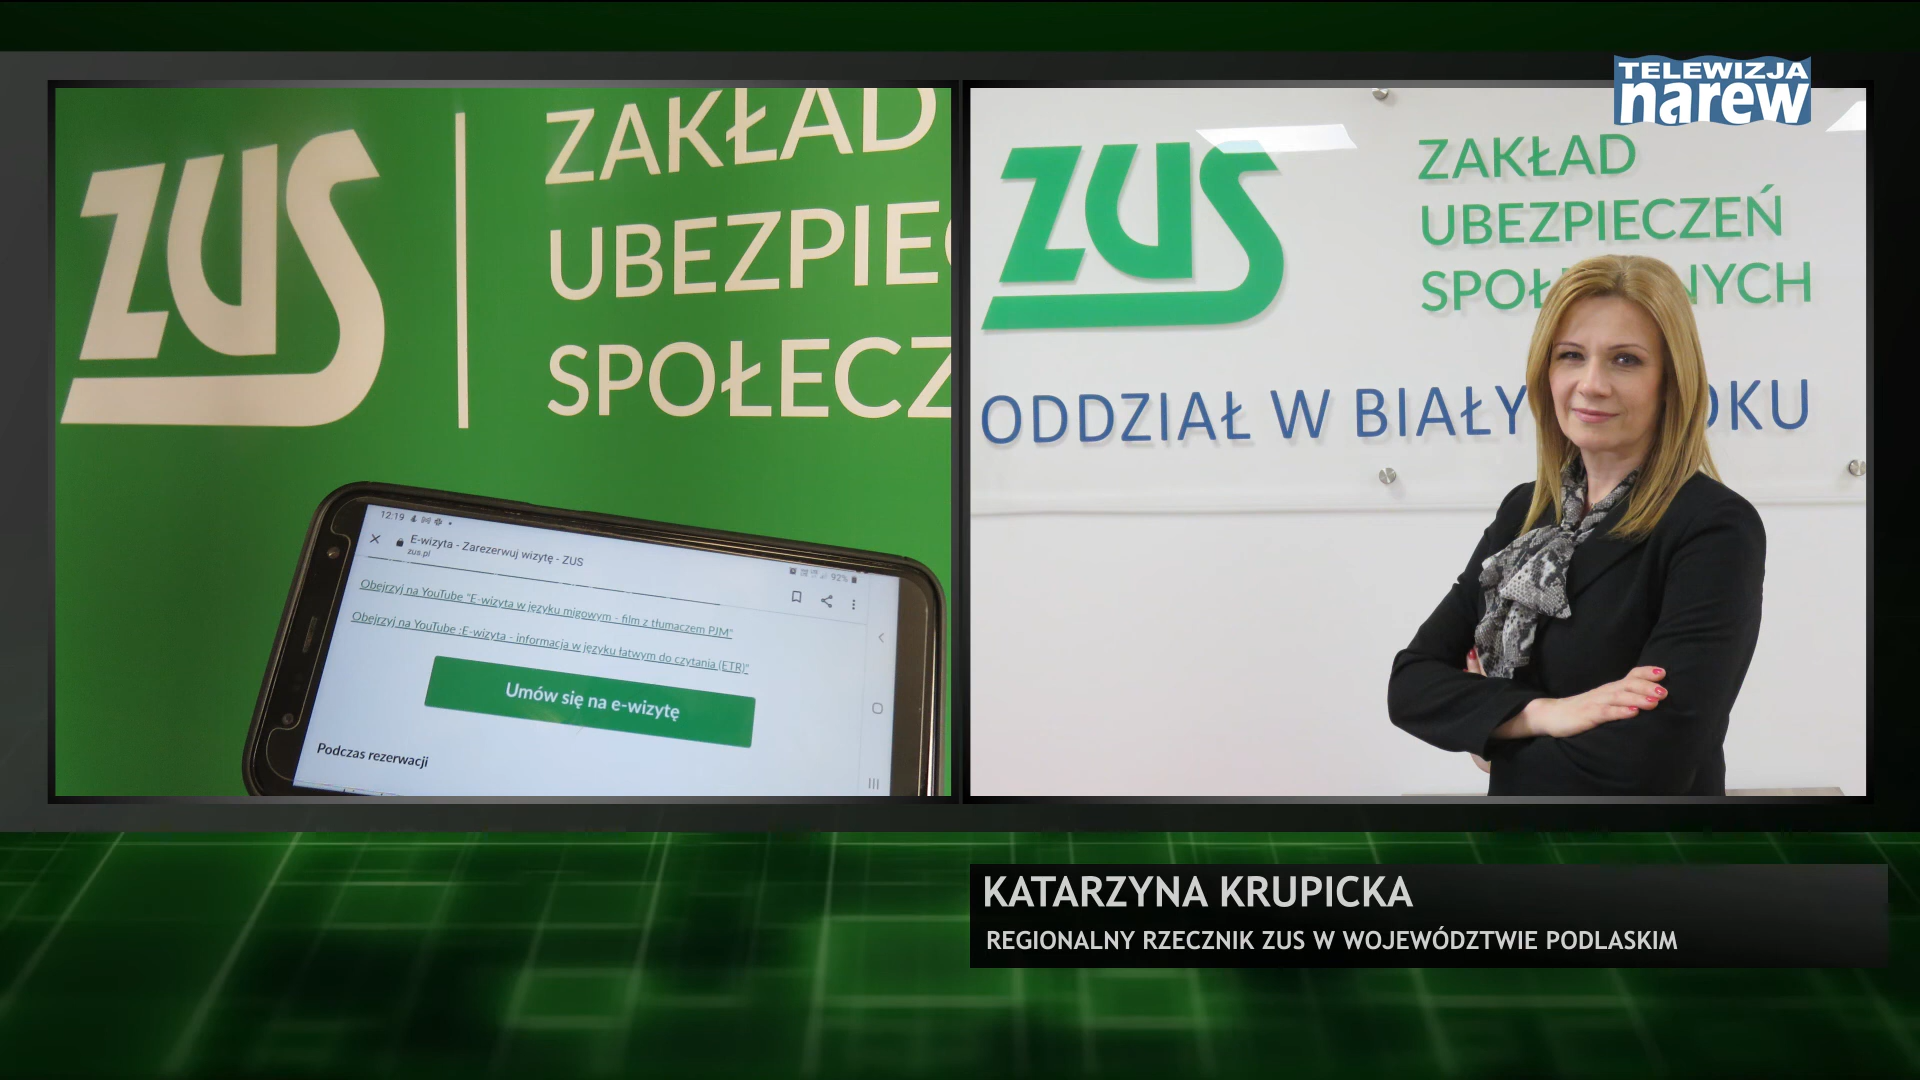 TELEWIZJA
narew
ZUS
ZAKŁAD
UBEZPIEC
SPOŁECZ
12:19
92%
E-wizyta - Zarezerwuj wizytę - ZUS
zus.pl
Obejrzyj na YouTube "E-wizyta w języku migowym - film z tłumaczem PJM"
Obejrzyj na YouTube :E-wizyta - informacja w języku łatwym do czytania (ETR)"
Umów się na e-wizytę
Podczas rezerwacji
ZUS
ZAKŁAD
UBEZPIECZEŃ
SPOŁ NYCH
ODDZIAŁ W BIAŁY OKU
KATARZYNA KRUPICKA
REGIONALNY RZECZNIK ZUS W WOJEWÓDZTWIE PODLASKIM